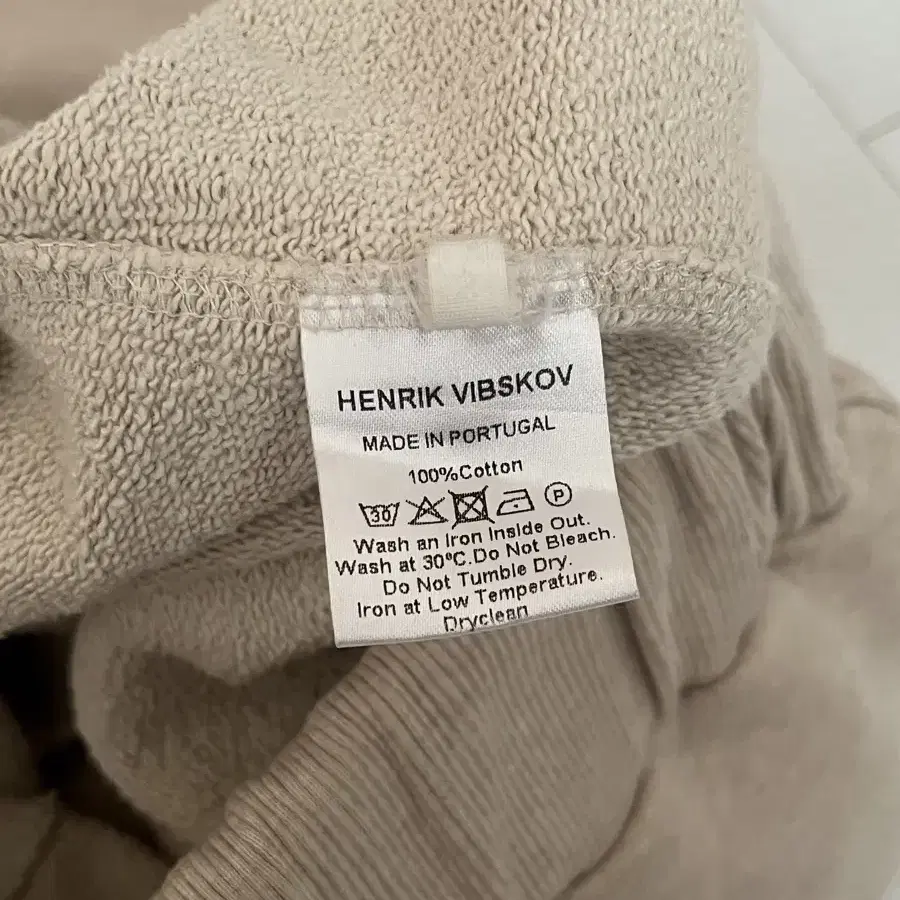 HENRIK VIBSKOV
MADE IN PORTUGAL
100%Cotton
30 P
Wash an Iron Inside Out.
Wash at 30ºC.Do Not Bleach.
Do Not Tumble Dry.
Iron at Low Temperature.
Dryclean